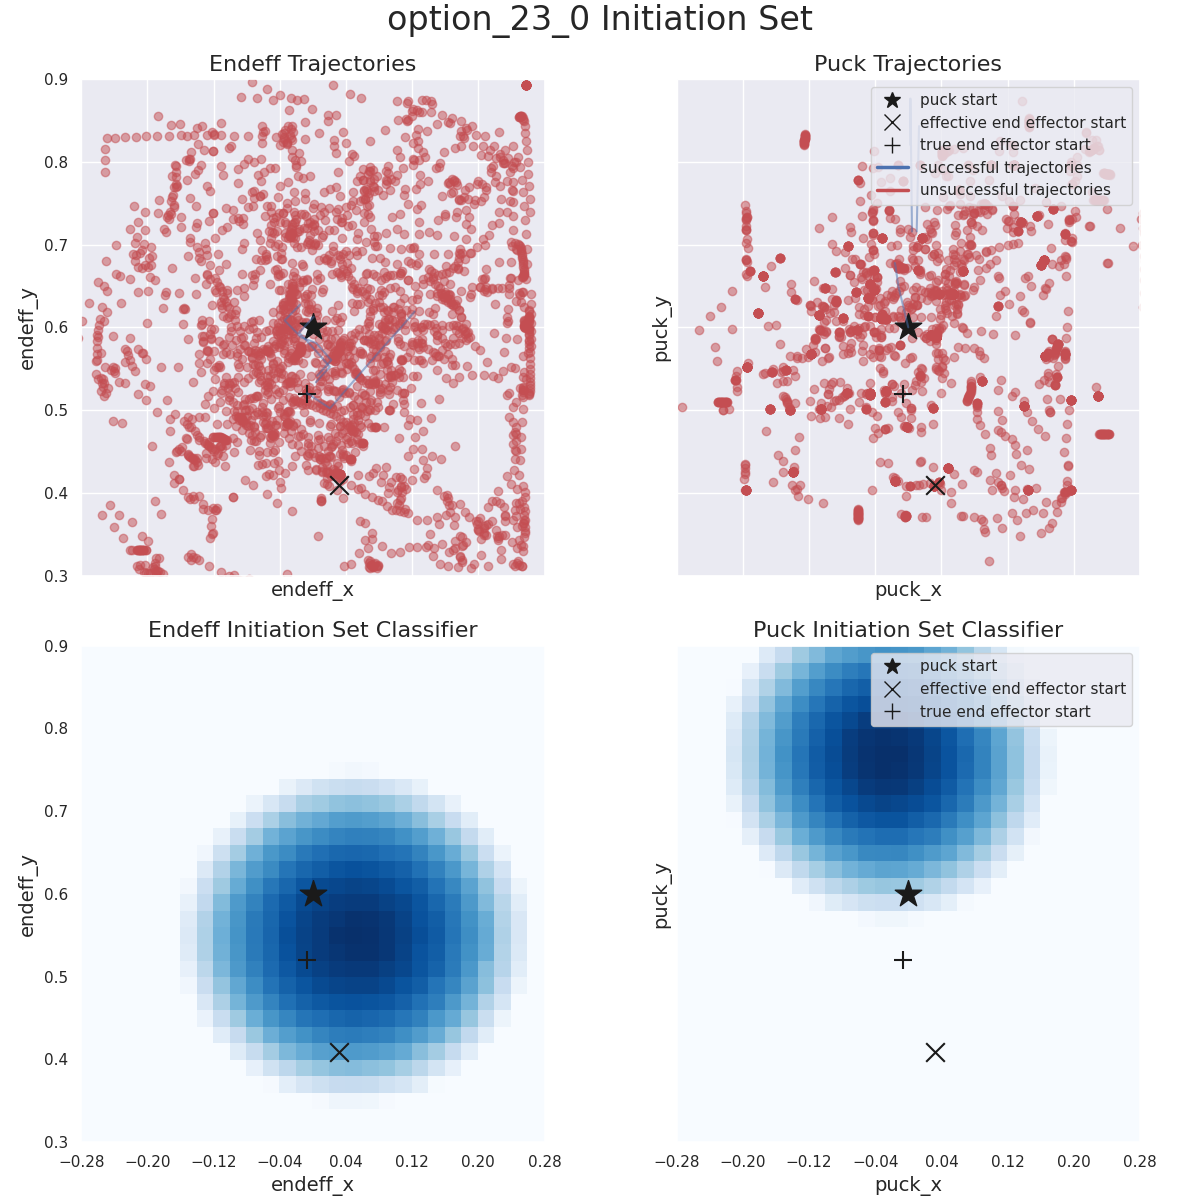 option_23_0 Initiation Set
Endeff Trajectories
0.9
0.8
0.7
0.6
0.5
0.4
0.3
endeff_y
endeff_x
Puck Trajectories
puck start
effective end effector start
true end effector start
successful trajectories
unsuccessful trajectories
puck_y
puck_x
Endeff Initiation Set Classifier
0.9
0.8
0.7
0.6
0.5
0.4
0.3
endeff_y
−0.28 −0.20 −0.12 −0.04 0.04 0.12 0.20 0.28
endeff_x
Puck Initiation Set Classifier
puck start
effective end effector start
true end effector start
puck_y
−0.28 −0.20 −0.12 −0.04 0.04 0.12 0.20 0.28
puck_x